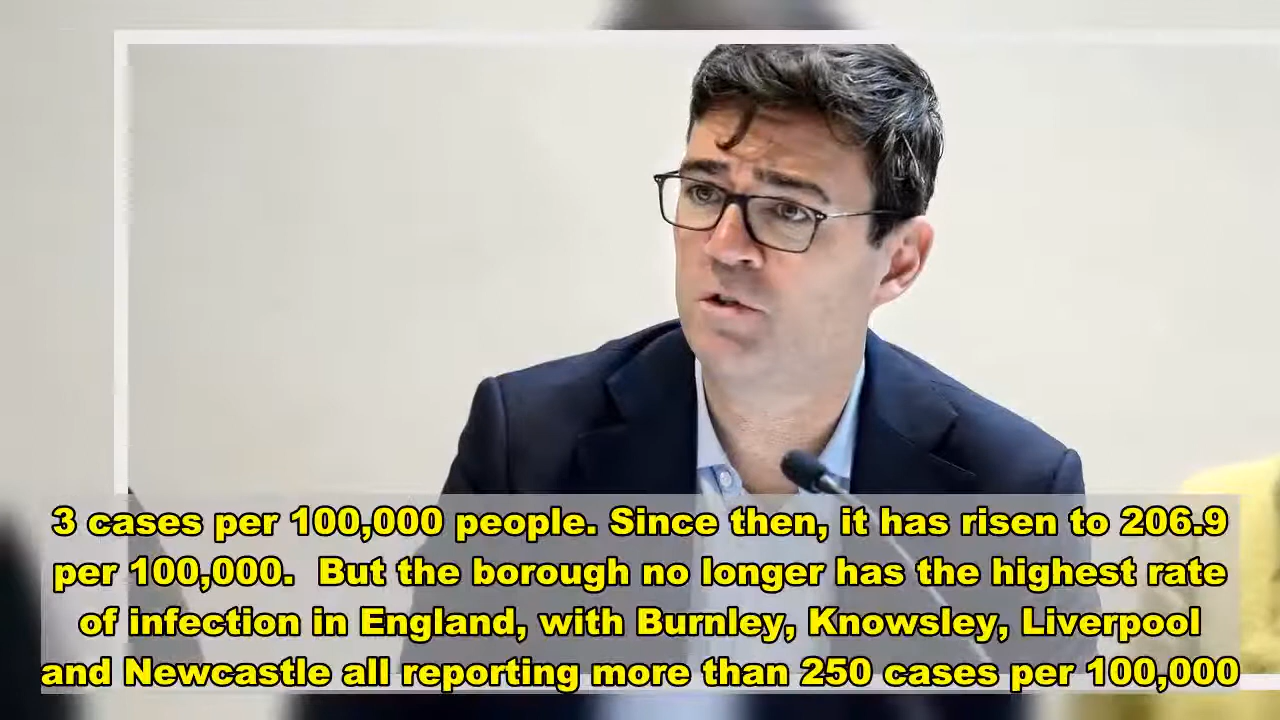 3 cases per 100,000 people. Since then, it has risen to 206.9
per 100,000.  But the borough no longer has the highest rate
of infection in England, with Burnley, Knowsley, Liverpool
and Newcastle all reporting more than 250 cases per 100,000